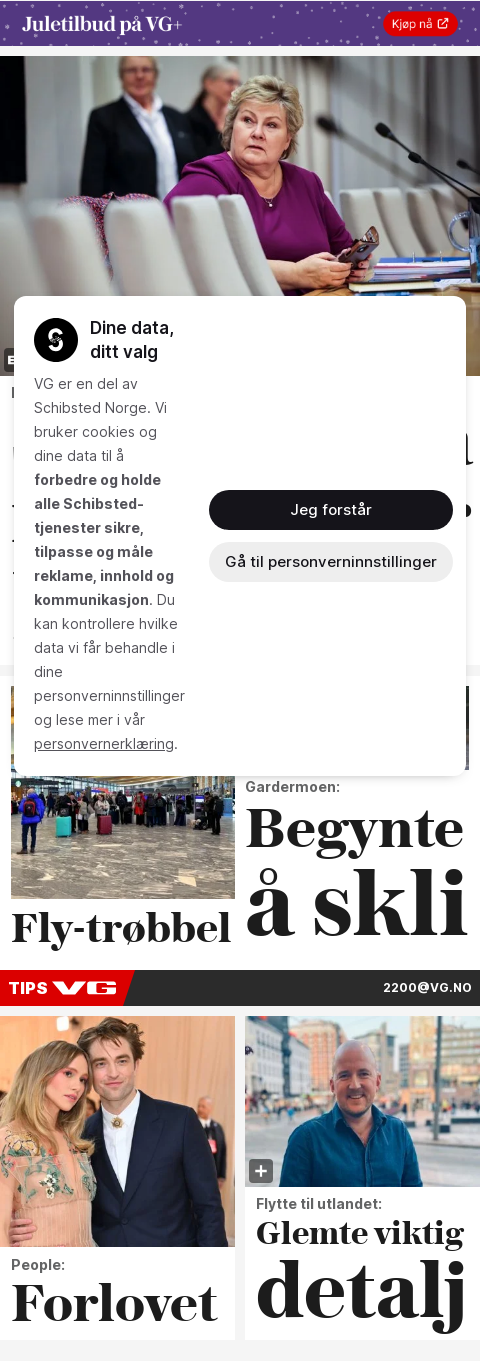 Juletilbud på VG+
Kjøp nå
Dine data,
ditt valg
VG er en del av
Schibsted Norge. Vi
bruker cookies og
dine data til å
forbedre og holde
alle Schibsted-
tjenester sikre,
tilpasse og måle
reklame, innhold og
kommunikasjon. Du
kan kontrollere hvilke
data vi får behandle i
dine
personverninnstillinger
og lese mer i vår
personvernerklæring.
Jeg forstår
Gå til personverninnstillinger
Fly-trøbbel
Gardermoen:
Begynte
å skli
TIPS VG
2200@VG.NO
People:
Forlovet
Flytte til utlandet:
Glemte viktig
detalj